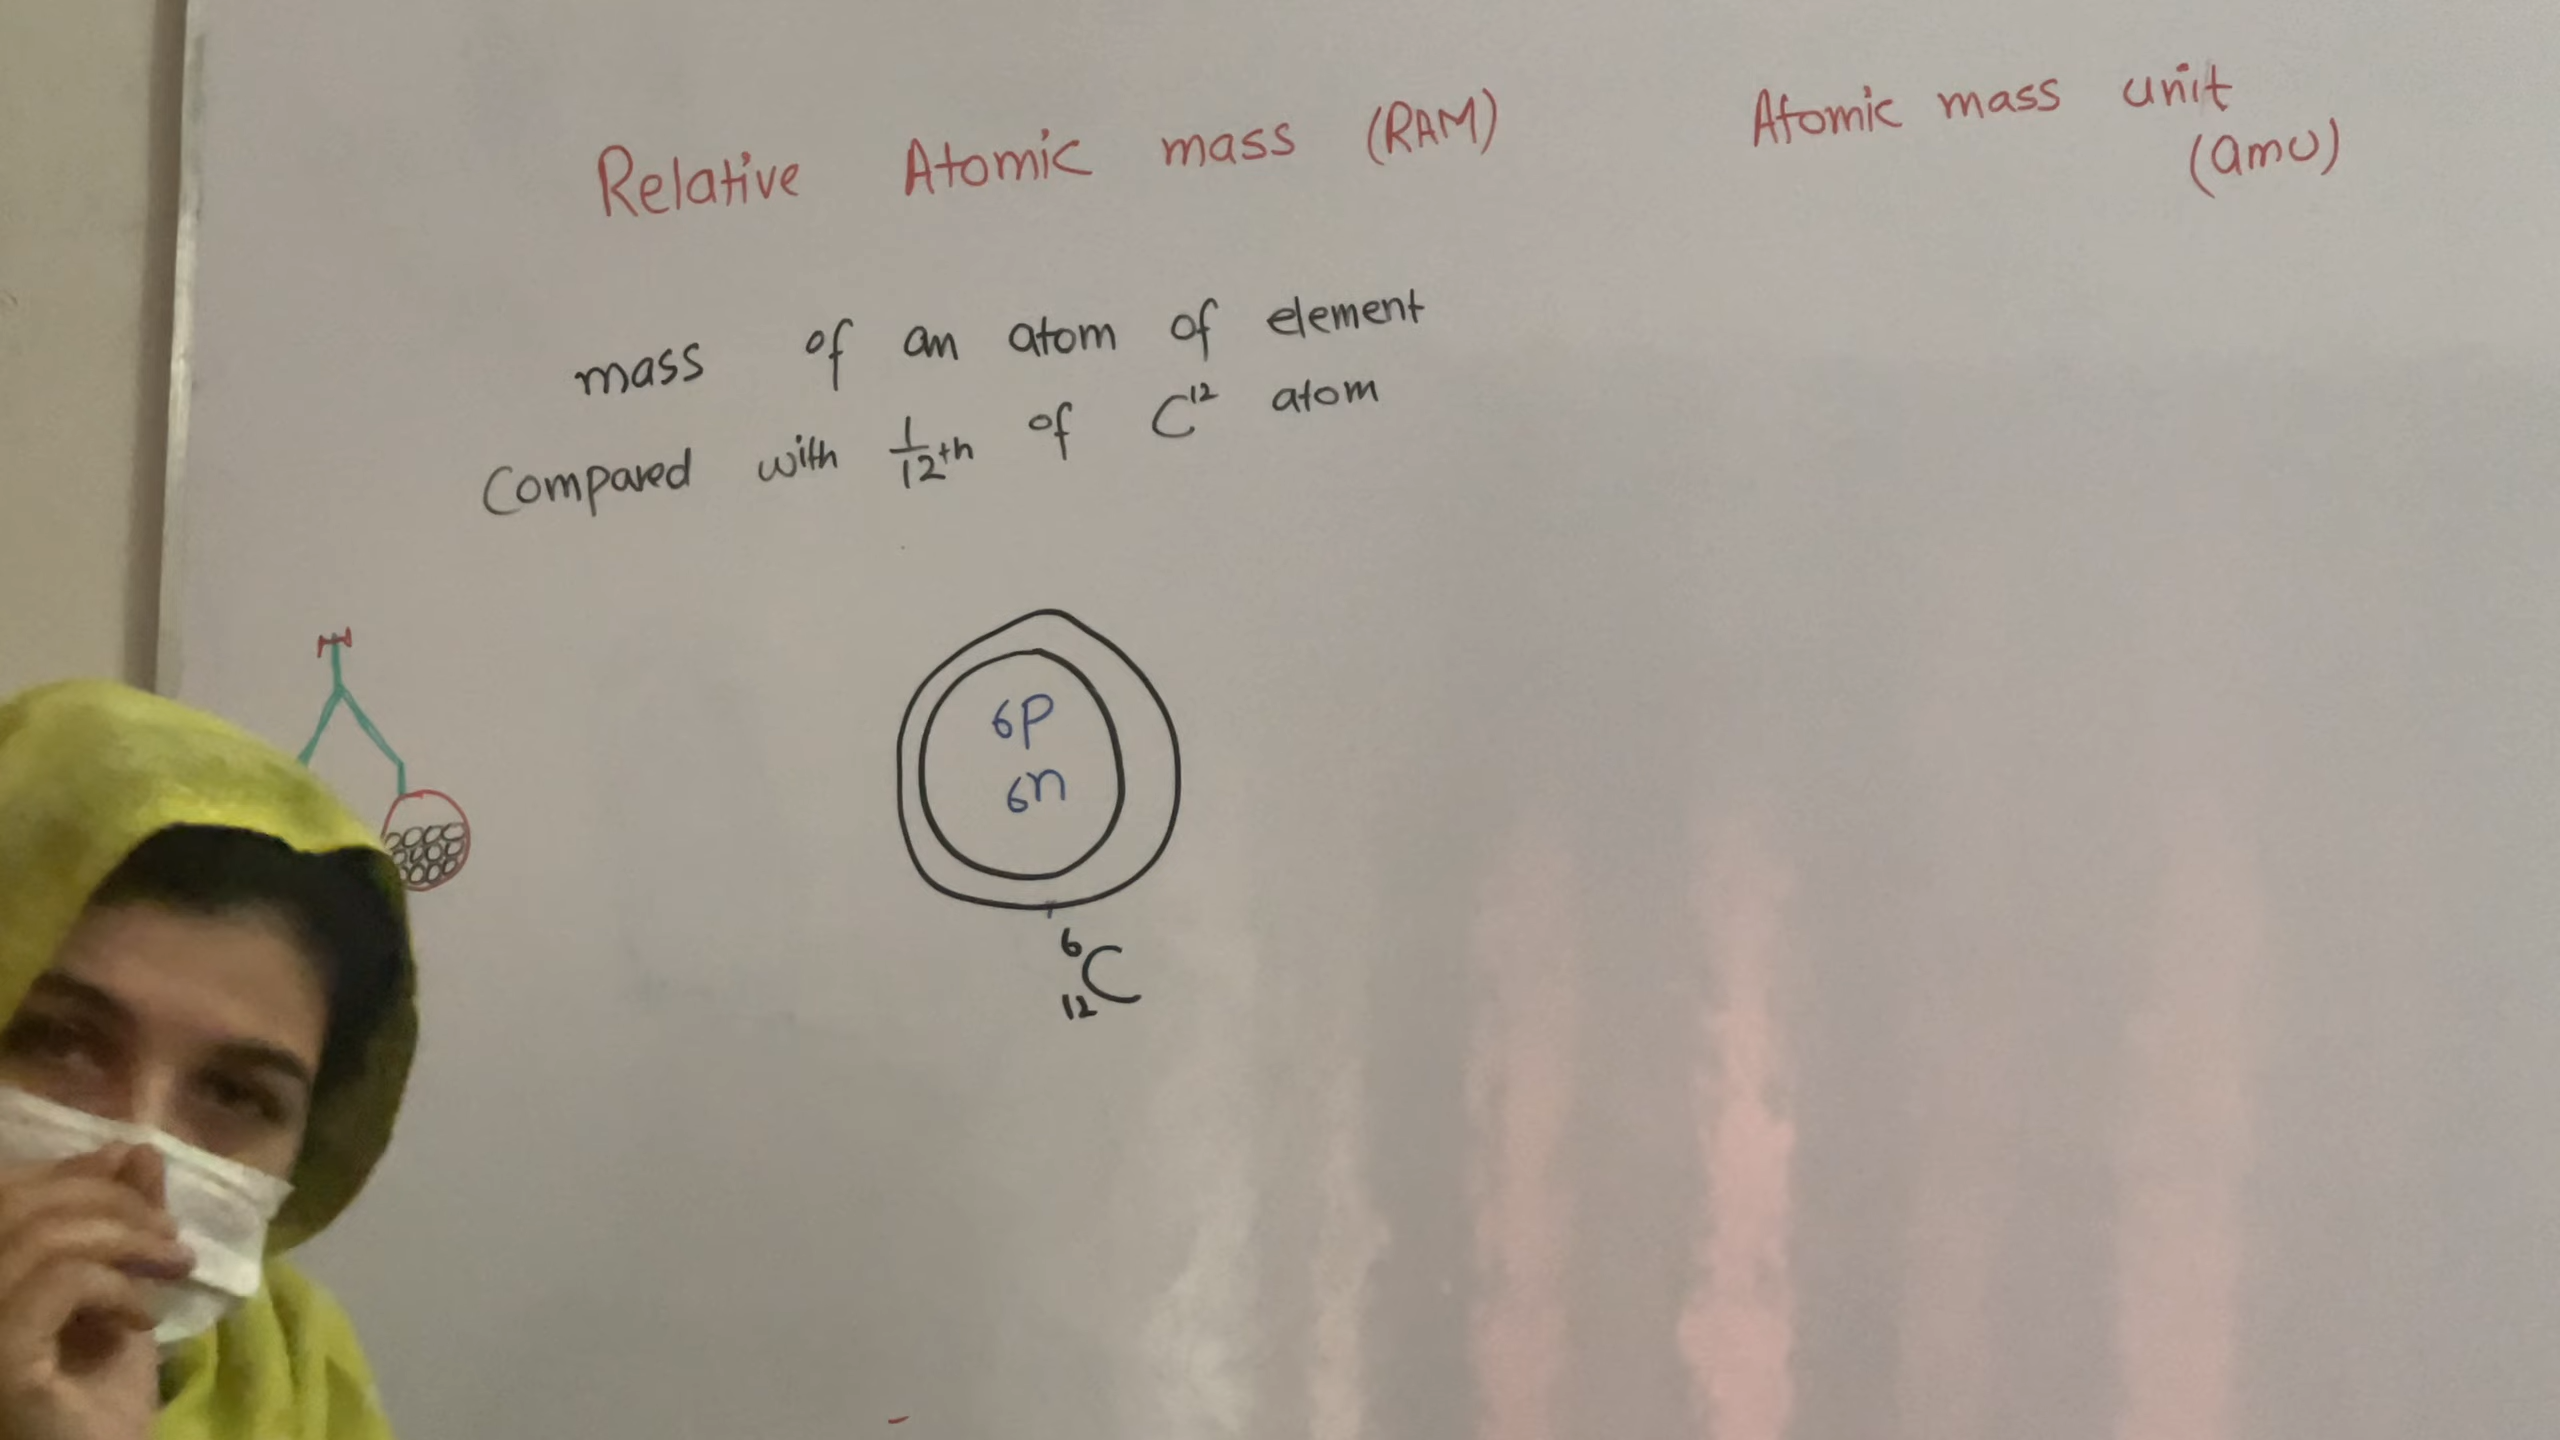 Relative Atomic mass (RAM)
mass of an atom of element
Compared with 1/12th of C¹² atom
6P
6n
⁶C
₁₂
Atomic mass unit
(amu)